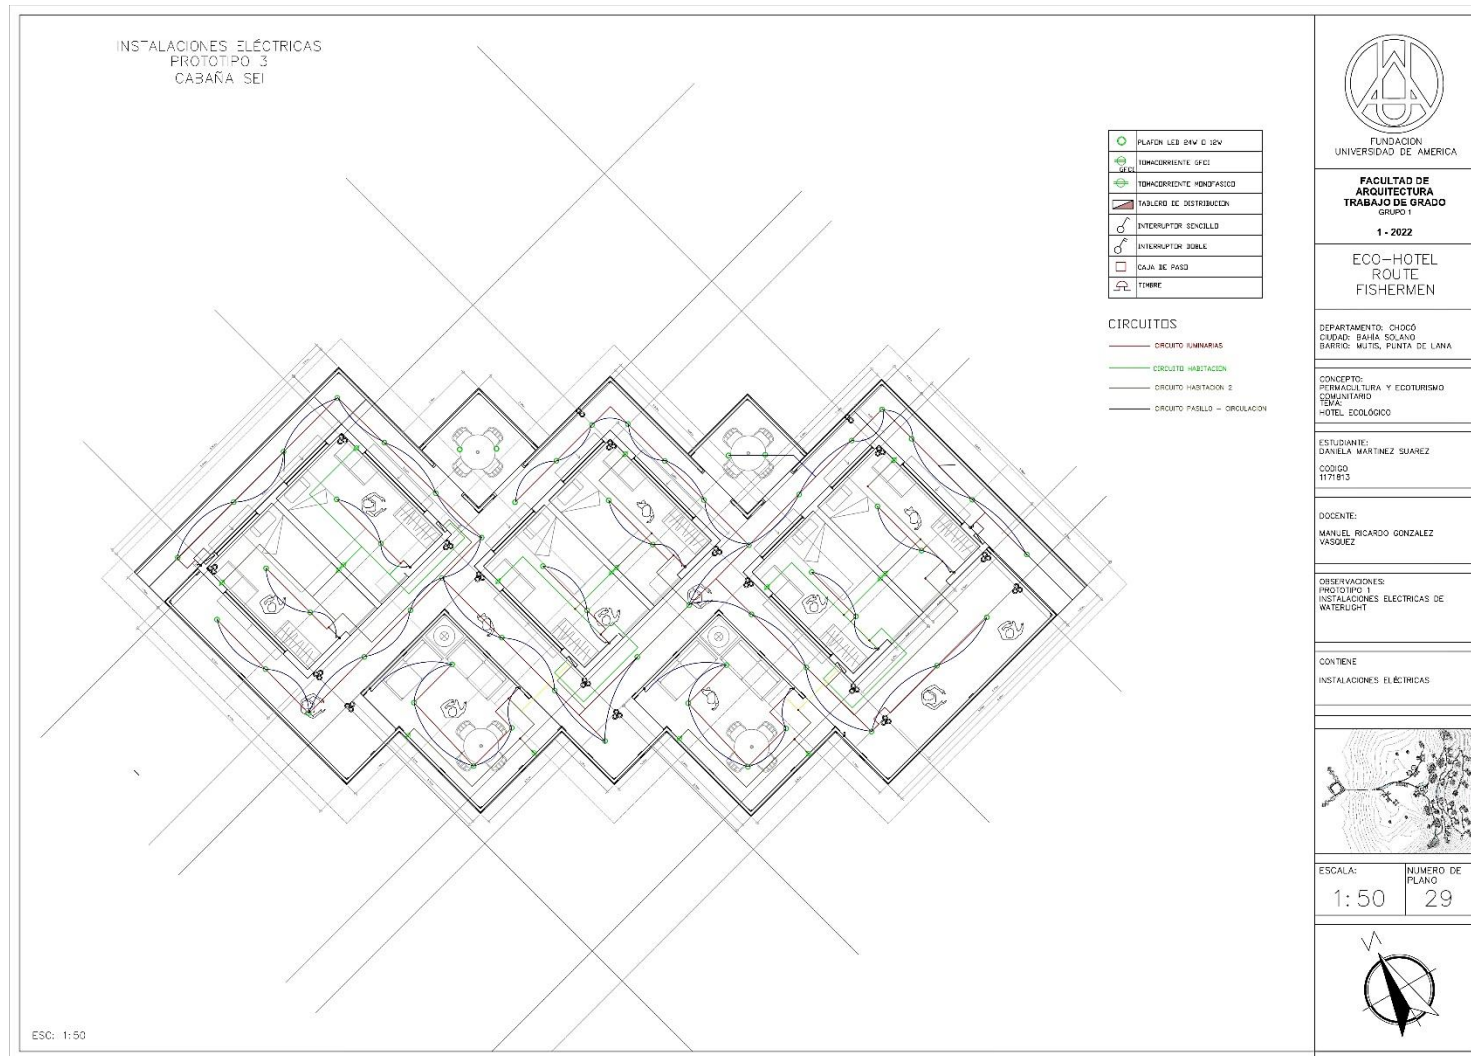 INSTALACIONES ELÉCTRICAS
PROTOTIPO 3
CABAÑA SEI
PLAFON LED 24W O 12W
GFCI
TOMACORRIENTE GFCI
TOMACORRIENTE MONOFASICO
TABLERO DE DISTRIBUCION
INTERRUPTOR SENCILLO
INTERRUPTOR DOBLE
CAJA DE PASO
TIMBRE
CIRCUITOS
CIRCUITO IUMINARIAS
CIRCUITO HABITACION
CIRCUITO HABITACION 2
CIRCUITO PASILLO - CIRCULACION
ESC: 1:50
FUNDACION
UNIVERSIDAD DE AMERICA
FACULTAD DE
ARQUITECTURA
TRABAJO DE GRADO
GRUPO 1
1 - 2022
ECO-HOTEL
ROUTE
FISHERMEN
DEPARTAMENTO: CHOCÓ
CIUDAD: BAHÍA SOLANO
BARRIO: MUTIS, PUNTA DE LANA
CONCEPTO:
PERMACULTURA Y ECOTURISMO
COMUNITARIO
TEMA:
HOTEL ECOLÓGICO
ESTUDIANTE:
DANIELA MARTINEZ SUAREZ
CODIGO
1171813
DOCENTE:
MANUEL RICARDO GONZALEZ
VASQUEZ
OBSERVACIONES:
PROTOTIPO 1
INSTALACIONES ELECTRICAS DE
WATERLIGHT
CONTIENE
INSTALACIONES ELÉCTRICAS
ESCALA:
1:50
NUMERO DE
PLANO
29